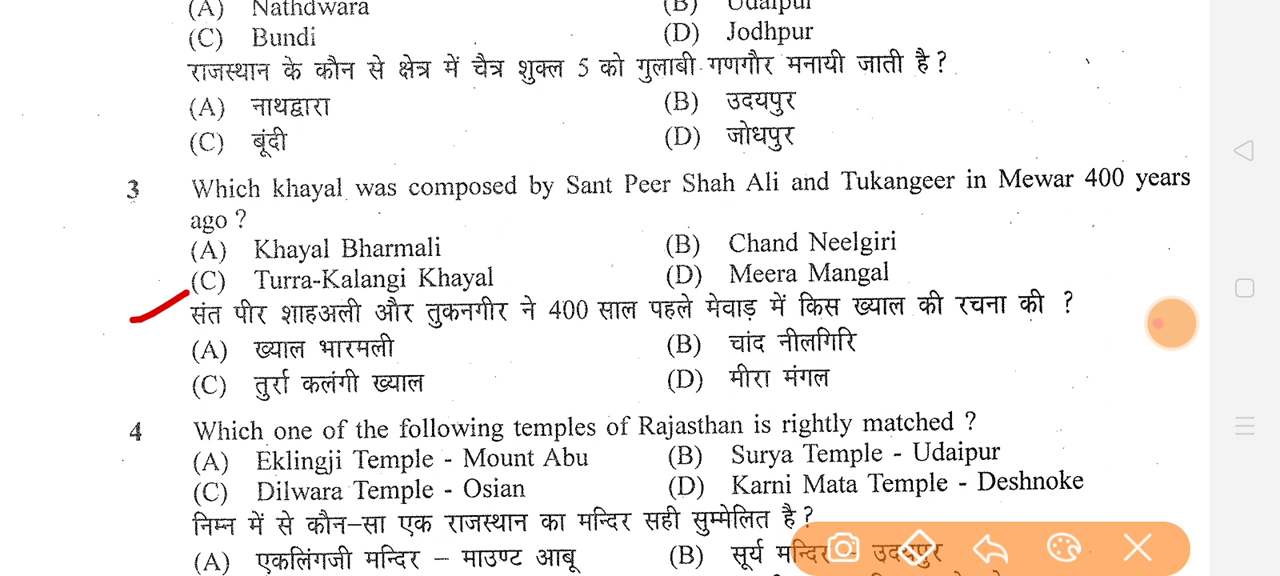 (A) Nathdwara (B) Udaipur
(C) Bundi (D) Jodhpur
राजस्थान के कौन से क्षेत्र में चैत्र शुक्ल 5 को गुलाबी गणगौर मनायी जाती है ?
(A) नाथद्वारा (B) उदयपुर
(C) बूंदी (D) जोधपुर
3 Which khayal was composed by Sant Peer Shah Ali and Tukangeer in Mewar 400 years
ago ?
(A) Khayal Bharmali (B) Chand Neelgiri
(C) Turra-Kalangi Khayal (D) Meera Mangal
संत पीर शाहअली और तुकनगीर ने 400 साल पहले मेवाड़ में किस ख्याल की रचना की ?
(A) ख्याल भारमली (B) चांद नीलगिरि
(C) तुर्रा कलंगी ख्याल (D) मीरा मंगल
4 Which one of the following temples of Rajasthan is rightly matched ?
(A) Eklingji Temple - Mount Abu (B) Surya Temple - Udaipur
(C) Dilwara Temple - Osian (D) Karni Mata Temple - Deshnoke
निम्न में से कौन-सा एक राजस्थान का मन्दिर सही सुम्मेलित है ?
(A) एकलिंगजी मन्दिर – माउण्ट आबू (B) सूर्य मन्दिर – उदयपुर